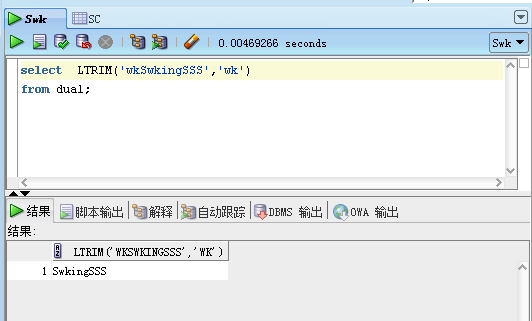 Swk SC
0.00469266 seconds Swk
select LTRIM('wkSwkingSSS','wk')
from dual;
结果 脚本输出 解释 自动跟踪 DBMS 输出 OWA 输出
结果:
LTRIM('WKSWKINGSSS','WK')
1 SwkingSSS